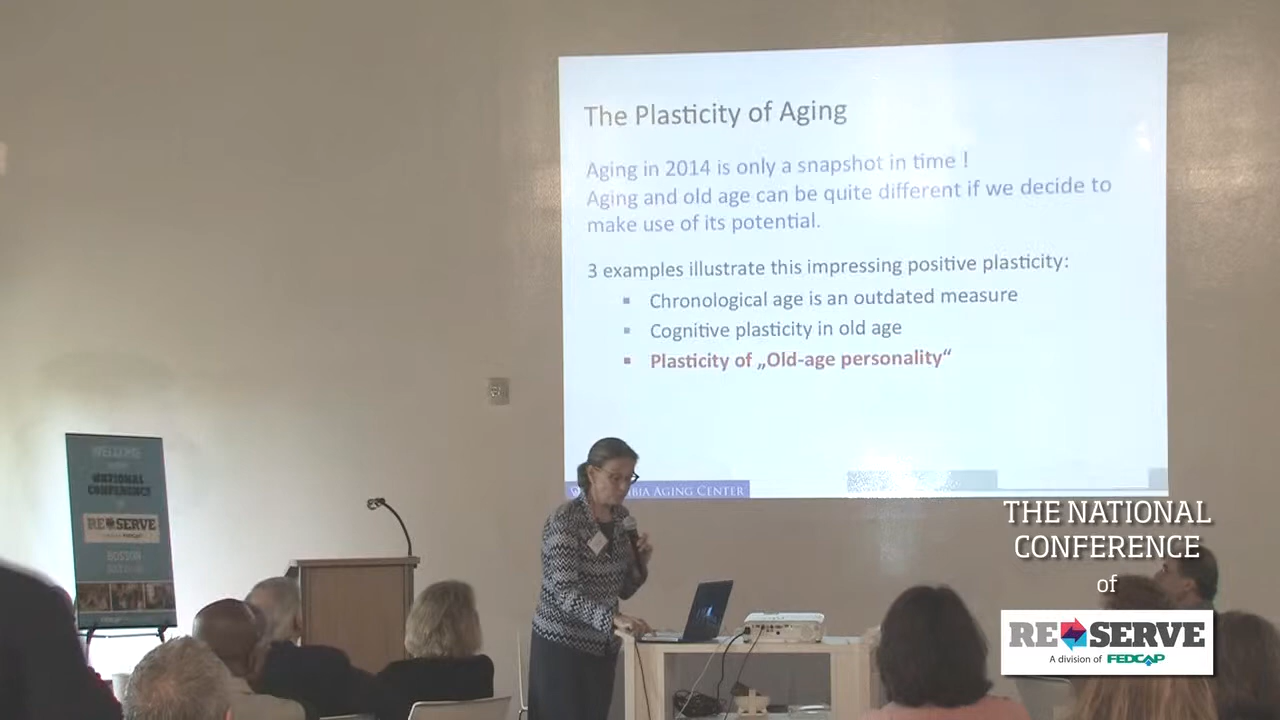 The Plasticity of Aging
Aging in 2014 is only a snapshot in time !
Aging and old age can be quite different if we decide to
make use of its potential.
3 examples illustrate this impressing positive plasticity:
▪ Chronological age is an outdated measure
▪ Cognitive plasticity in old age
▪ Plasticity of „Old-age personality“
AGING CENTER
WELCOME
NATIONAL
CONFERENCE
RE SERVE
BOSTON
THE NATIONAL
CONFERENCE
of
RE SERVE
A division of FEDCAP